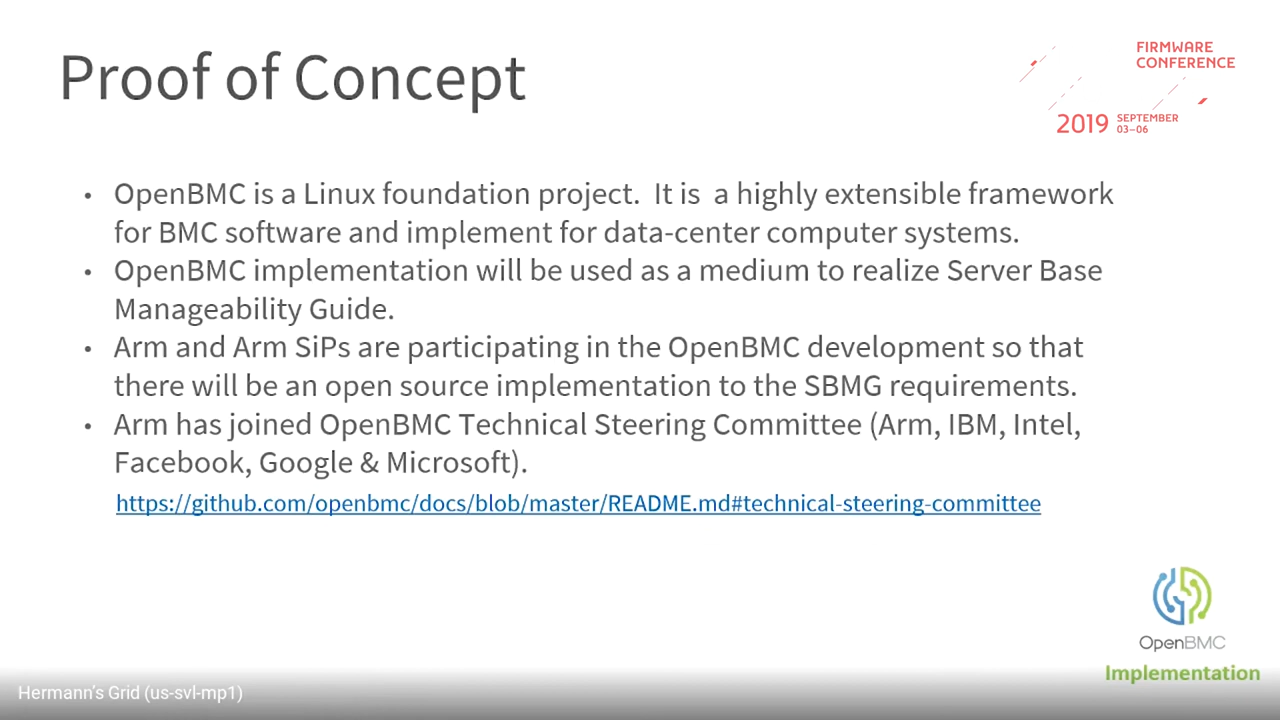 Proof of Concept
FIRMWARE
CONFERENCE
2019 SEPTEMBER
03–06
• OpenBMC is a Linux foundation project.  It is  a highly extensible framework
for BMC software and implement for data-center computer systems.
• OpenBMC implementation will be used as a medium to realize Server Base
Manageability Guide.
• Arm and Arm SiPs are participating in the OpenBMC development so that
there will be an open source implementation to the SBMG requirements.
• Arm has joined OpenBMC Technical Steering Committee (Arm, IBM, Intel,
Facebook, Google & Microsoft).
https://github.com/openbmc/docs/blob/master/README.md#technical-steering-committee
OpenBMC
Implementation
Hermann's Grid (us-svl-mp1)